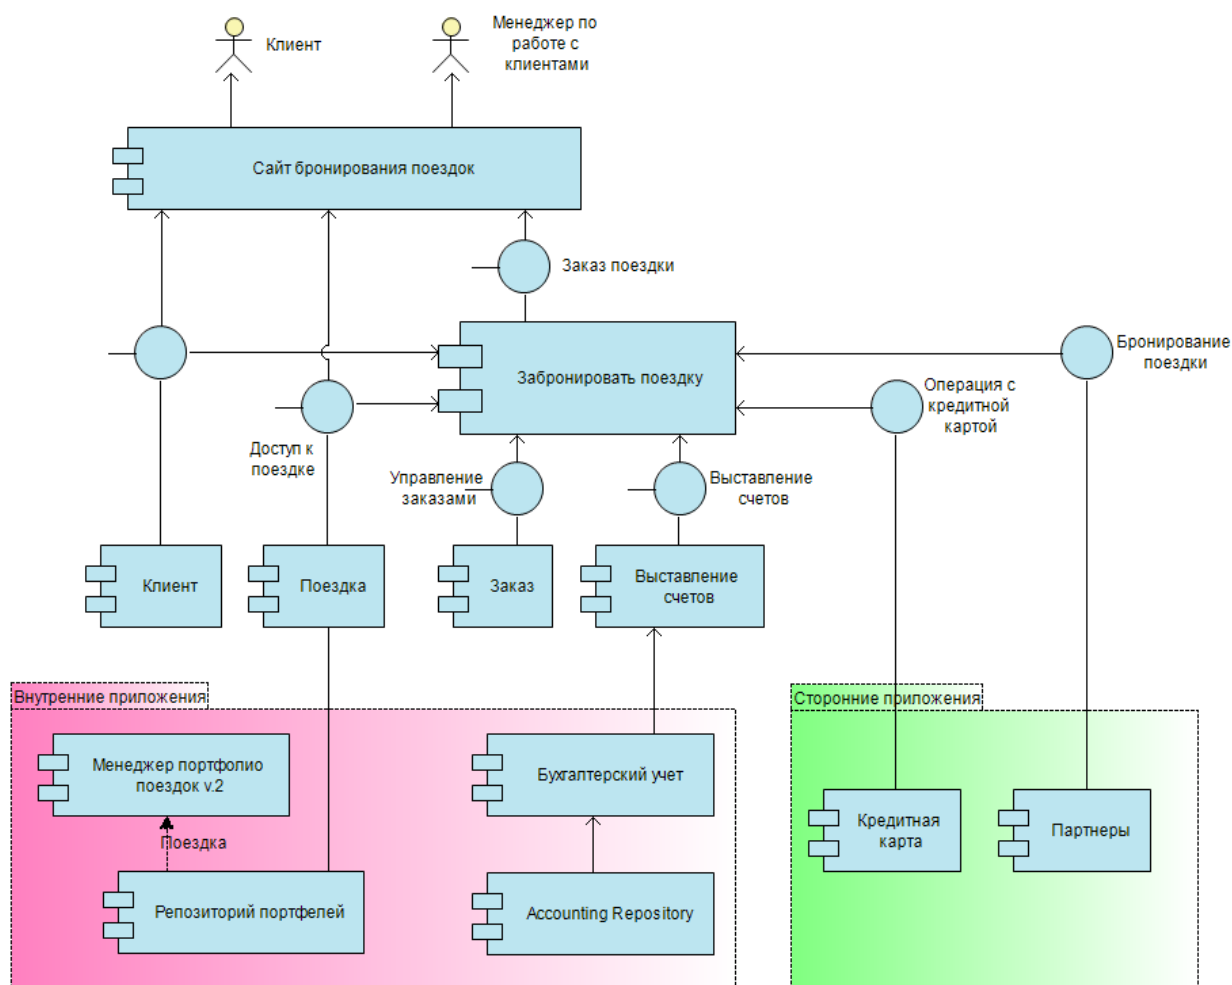 Клиент
Менеджер по
работе с
клиентами
Сайт бронирования поездок
Заказ поездки
Забронировать поездку
Бронирование
поездки
Операция с
кредитной
картой
Доступ к
поездке
Управление
заказами
Выставление
счетов
Клиент
Поездка
Заказ
Выставление
счетов
Внутренние приложения
Сторонние приложения
Менеджер портфолио
поездок v.2
Бухгалтерский учет
Кредитная
карта
Партнеры
Поездка
Репозиторий портфелей
Accounting Repository